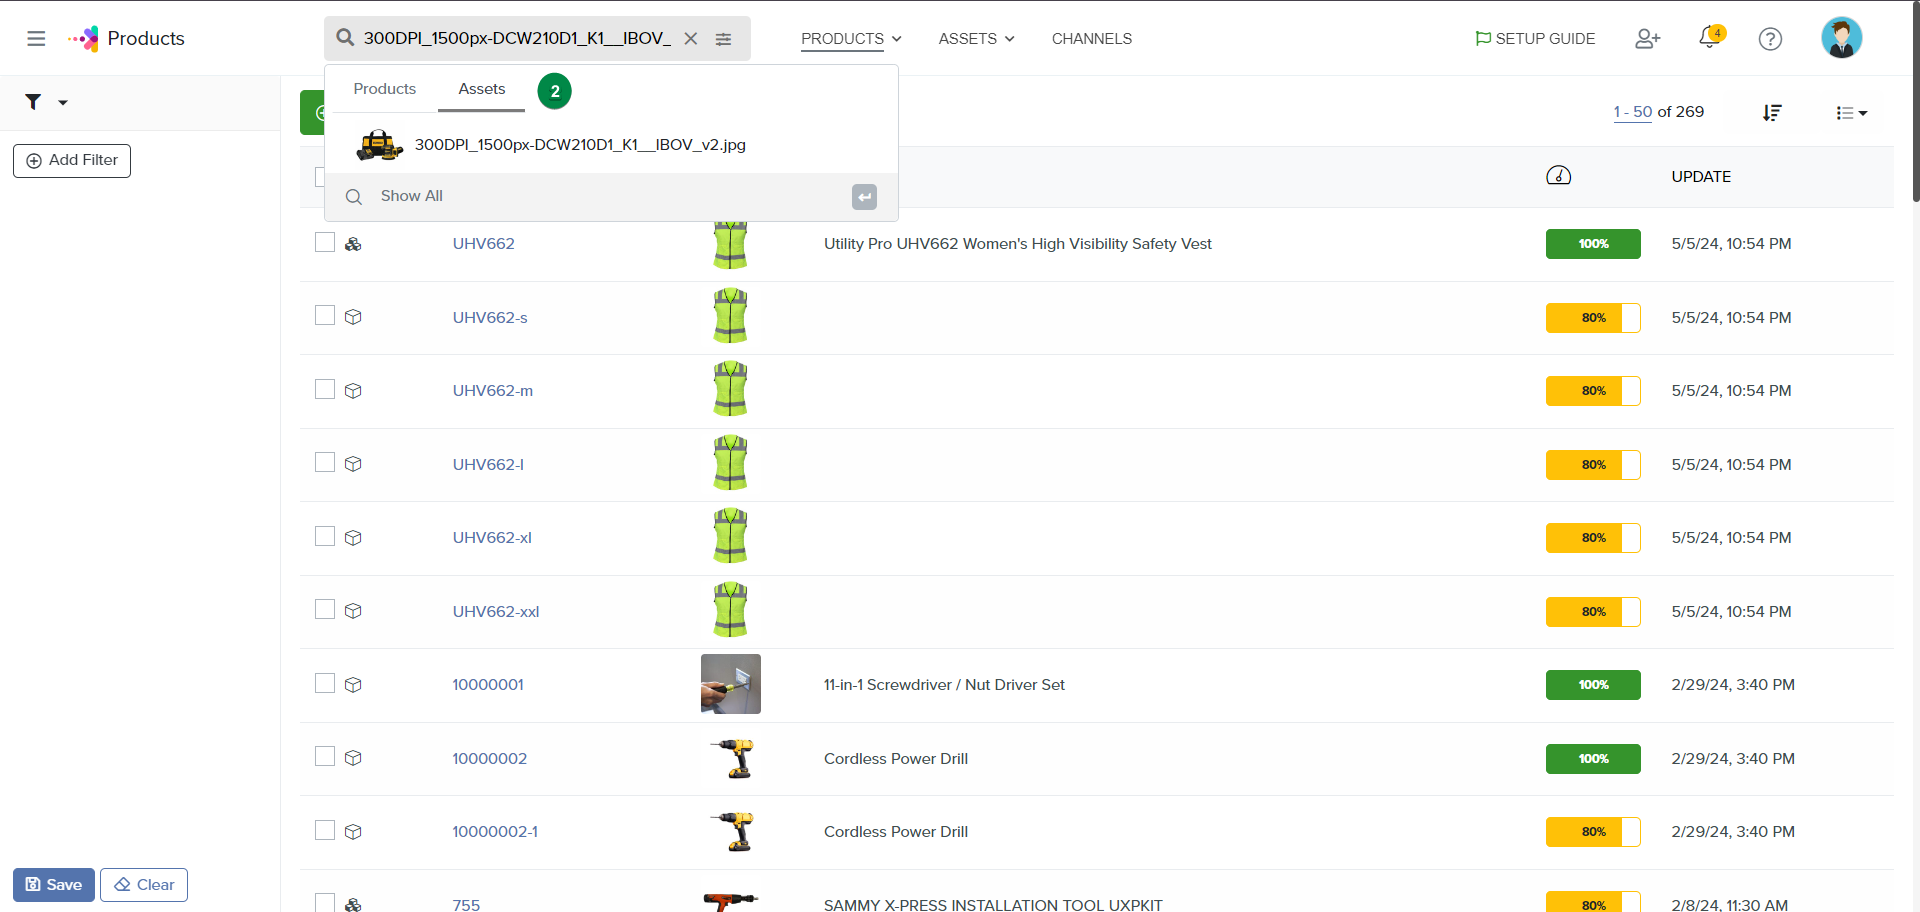 Products
300DPI_1500px-DCW210D1_K1__IBOV_
PRODUCTS
ASSETS
CHANNELS
SETUP GUIDE
4
Products
Assets
2
300DPI_1500px-DCW210D1_K1__IBOV_v2.jpg
Show All
Add Filter
1 - 50 of 269
UPDATE
UHV662
Utility Pro UHV662 Women's High Visibility Safety Vest
100%
5/5/24, 10:54 PM
UHV662-s
80%
5/5/24, 10:54 PM
UHV662-m
80%
5/5/24, 10:54 PM
UHV662-l
80%
5/5/24, 10:54 PM
UHV662-xl
80%
5/5/24, 10:54 PM
UHV662-xxl
80%
5/5/24, 10:54 PM
10000001
11-in-1 Screwdriver / Nut Driver Set
100%
2/29/24, 3:40 PM
10000002
Cordless Power Drill
100%
2/29/24, 3:40 PM
10000002-1
Cordless Power Drill
80%
2/29/24, 3:40 PM
755
SAMMY X-PRESS INSTALLATION TOOL UXPKIT
80%
2/8/24, 11:30 AM
Save
Clear